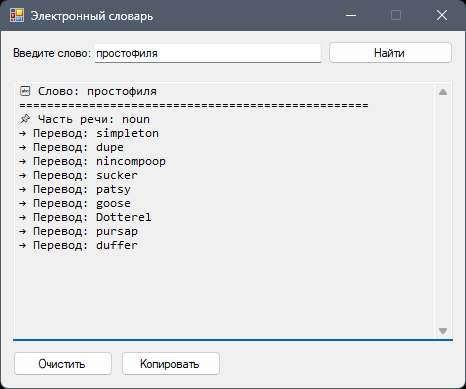 Электронный словарь
Введите слово: простофиля Найти
Слово: простофиля
==================================================
Часть речи: noun
→ Перевод: simpleton
→ Перевод: dupe
→ Перевод: nincompoop
→ Перевод: sucker
→ Перевод: patsy
→ Перевод: goose
→ Перевод: Dotterel
→ Перевод: pursap
→ Перевод: duffer
Очистить Копировать